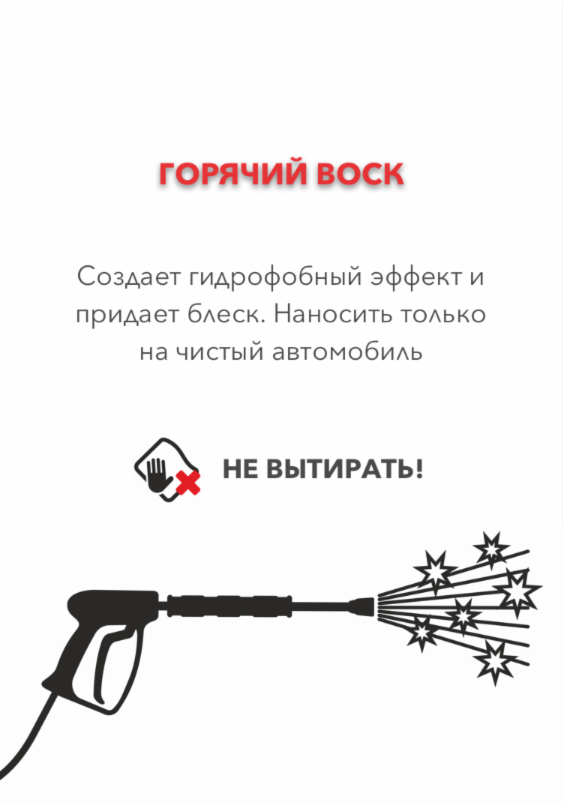 ГОРЯЧИЙ ВОСК
Создает гидрофобный эффект и
придает блеск. Наносить только
на чистый автомобиль
НЕ ВЫТИРАТЬ!